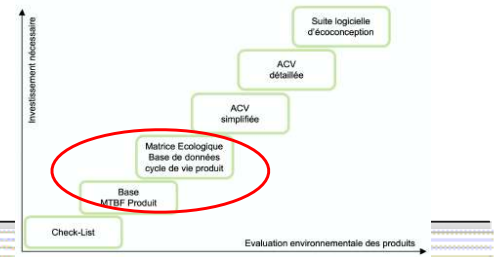 Investissement nécessaire
Suite logicielle
d'écoconception
ACV
détaillée
ACV
simplifiée
Matrice Ecologique
Base de données
cycle de vie produit
Base
MTBF Produit
Check-List
Evaluation environnementale des produits